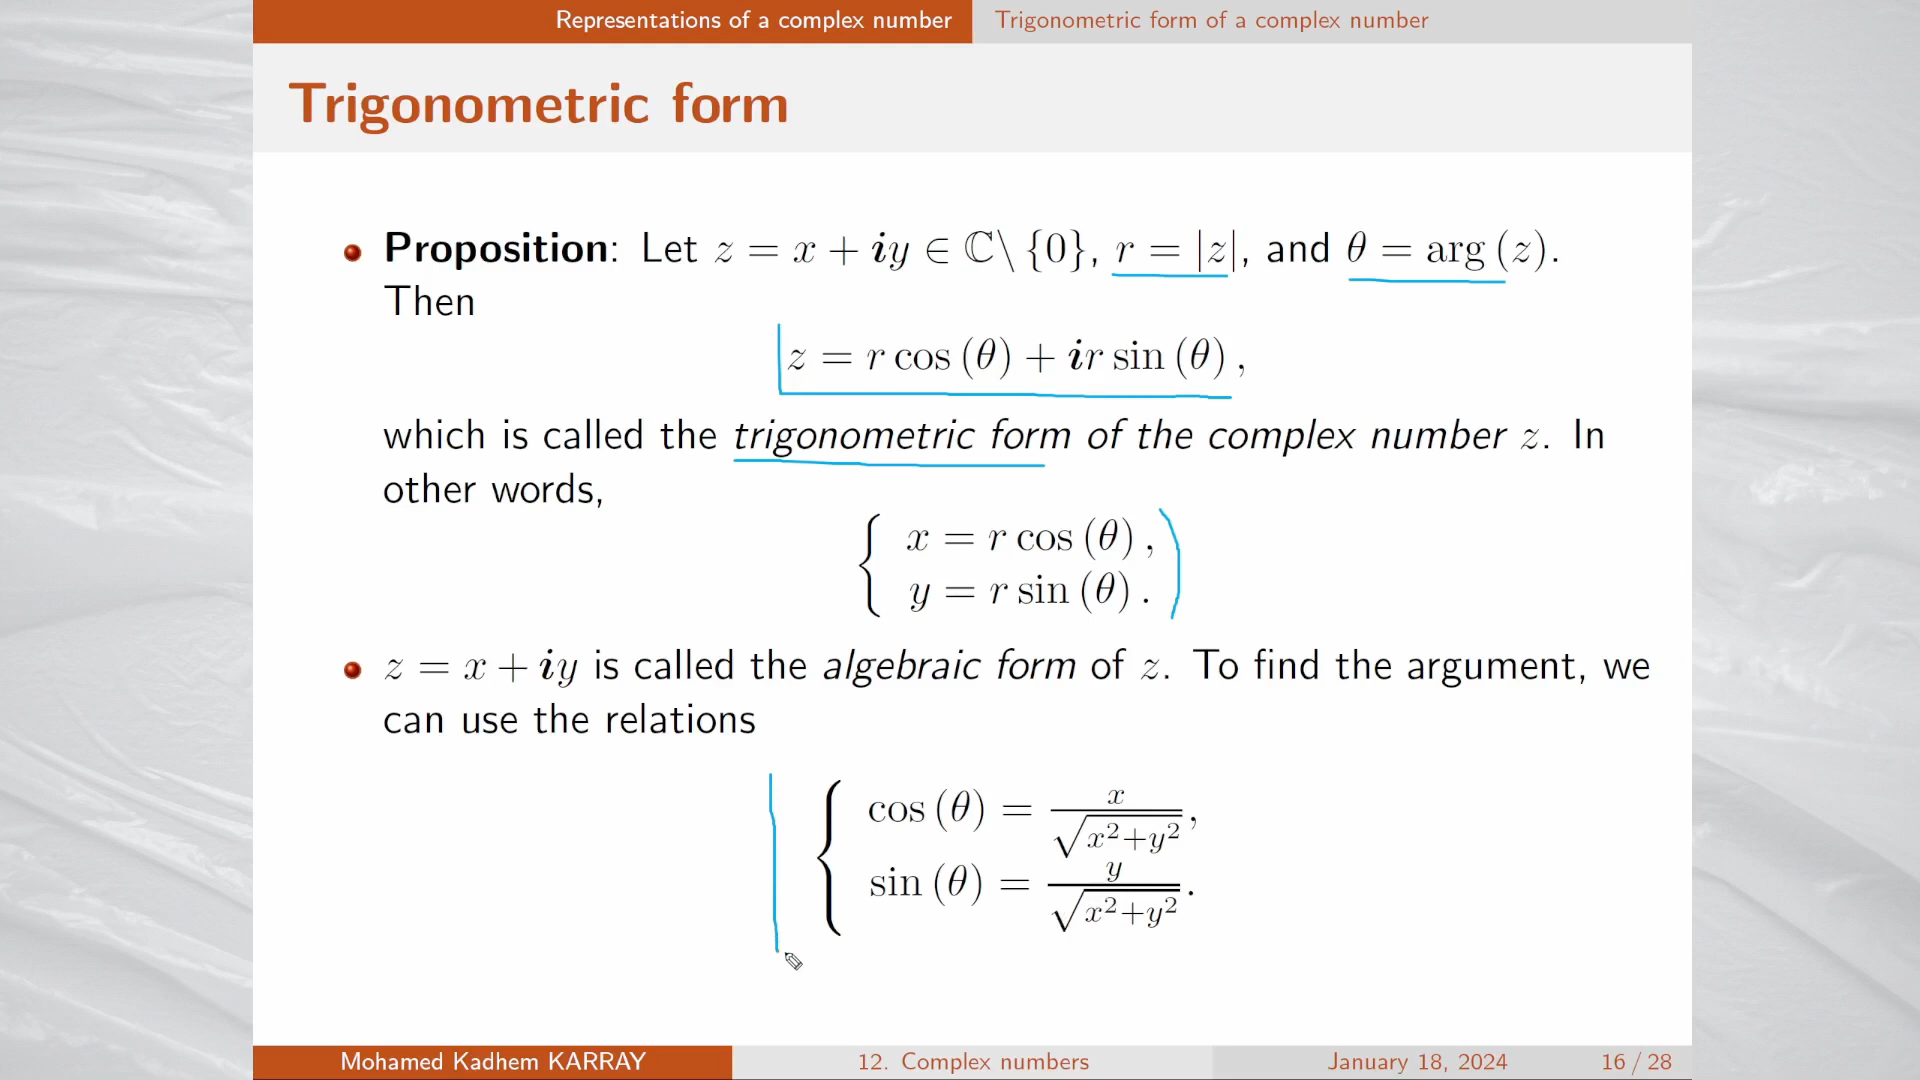 Representations of a complex number Trigonometric form of a complex number
Trigonometric form
Proposition: Let z = x + iy ∈ ℂ\ {0}, r = |z|, and θ = arg (z).
Then
z = r cos (θ) + ir sin (θ) ,
which is called the trigonometric form of the complex number z. In
other words,
{ x = r cos (θ) ,
y = r sin (θ) .
z = x + iy is called the algebraic form of z. To find the argument, we
can use the relations
{ cos (θ) = x/√(x²+y²),
sin (θ) = y/√(x²+y²).
Mohamed Kadhem KARRAY 12. Complex numbers January 18, 2024 16 / 28